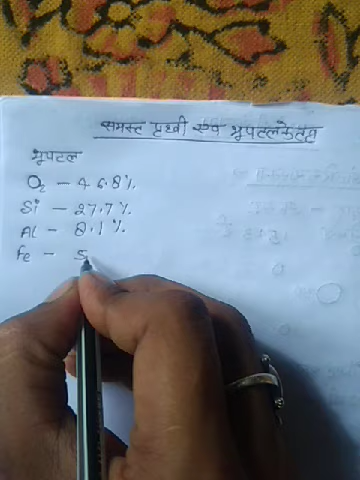 समस्त पृथ्वी एवं भूपटल के तत्व
भूपटल
O₂ — 46.8%
Si — 27.7%
Al — 8.1%
Fe — 5